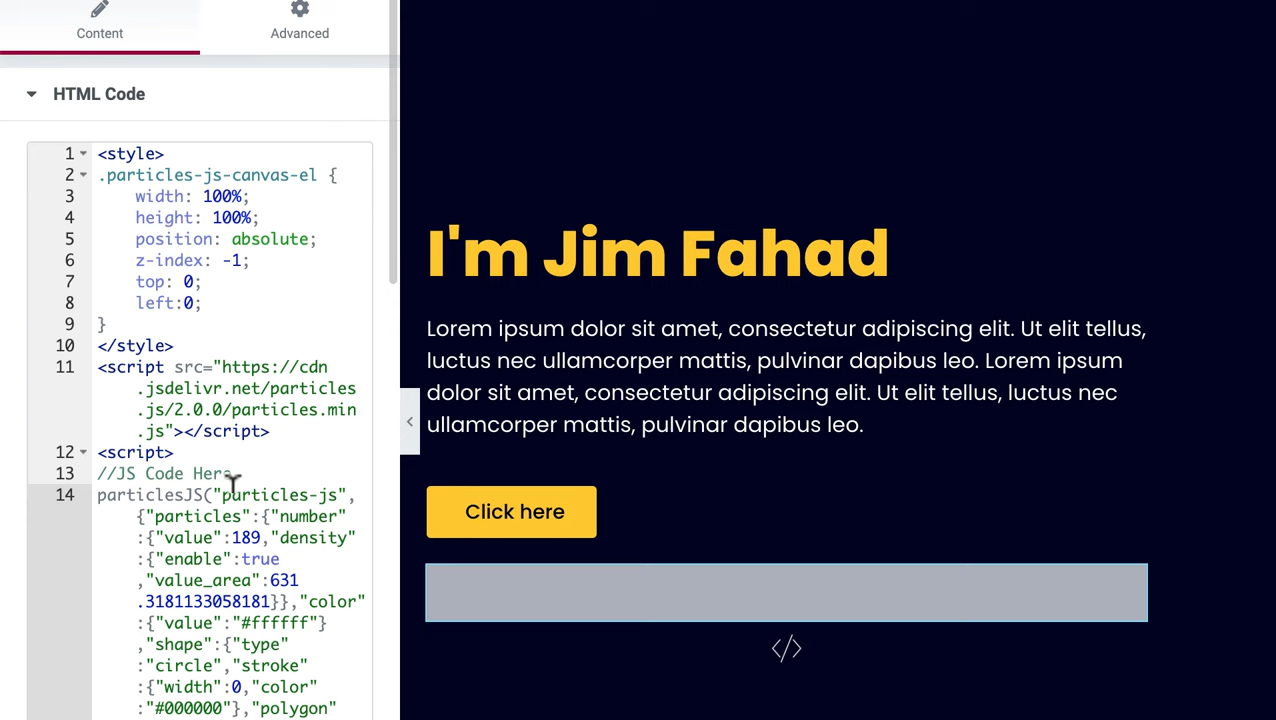 Content
Advanced
HTML Code
1 <style>
2 .particles-js-canvas-el {
3 width: 100%;
4 height: 100%;
5 position: absolute;
6 z-index: -1;
7 top: 0;
8 left:0;
9 }
10 </style>
11 <script src="https://cdn
.jsdelivr.net/particles
.js/2.0.0/particles.min
.js"></script>
12 <script>
13 //JS Code Here
14 particlesJS("particles-js",
{"particles":{"number"
:{"value":189,"density"
:{"enable":true
,"value_area":631
.3181133058181}},"color"
:{"value":"#ffffff"}
,"shape":{"type"
:"circle","stroke"
:{"width":0,"color"
:"#000000"},"polygon"
I'm Jim Fahad
Lorem ipsum dolor sit amet, consectetur adipiscing elit. Ut elit tellus,
luctus nec ullamcorper mattis, pulvinar dapibus leo. Lorem ipsum
dolor sit amet, consectetur adipiscing elit. Ut elit tellus, luctus nec
ullamcorper mattis, pulvinar dapibus leo.
Click here